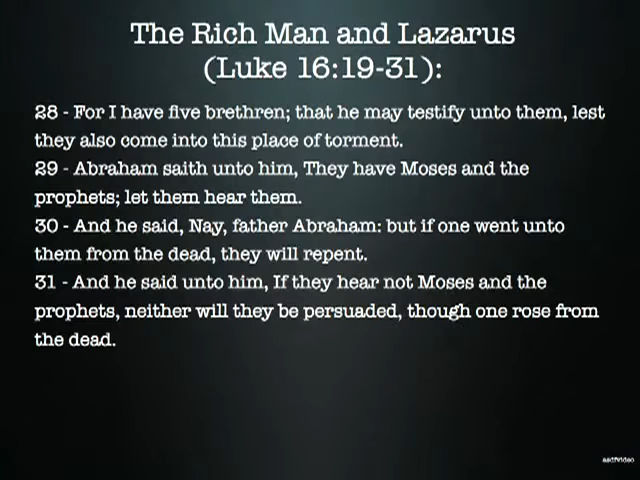 The Rich Man and Lazarus
(Luke 16:19-31):
28 - For I have five brethren; that he may testify unto them, lest
they also come into this place of torment.
29 - Abraham saith unto him, They have Moses and the
prophets; let them hear them.
30 - And he said, Nay, father Abraham: but if one went unto
them from the dead, they will repent.
31 - And he said unto him, If they hear not Moses and the
prophets, neither will they be persuaded, though one rose from
the dead.
asdfvideo